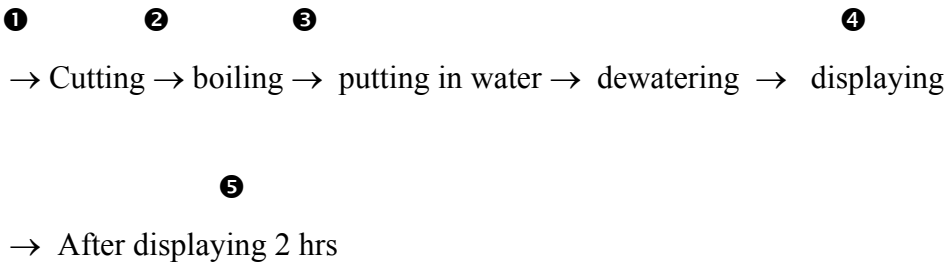 ❶ ❷ ❸ ❹
→ Cutting → boiling → putting in water → dewatering → displaying
❺
→ After displaying 2 hrs